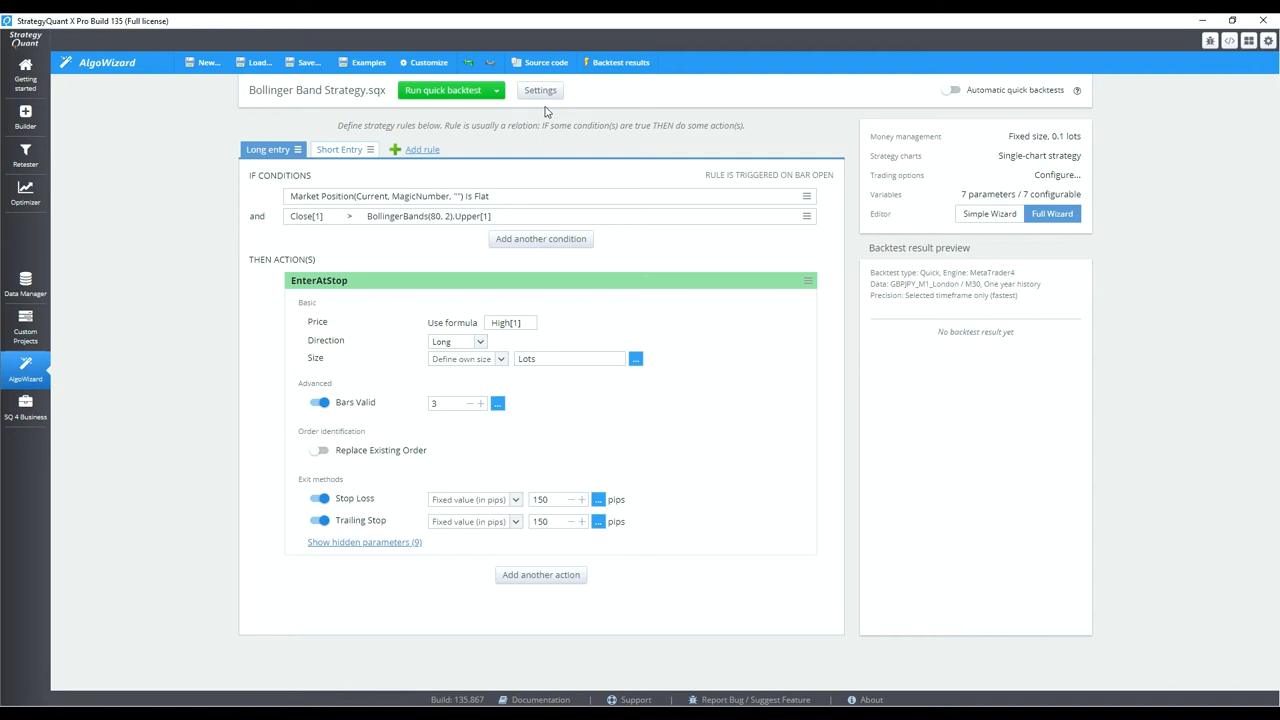 StrategyQuant X Pro Build 135 (Full license)
Strategy
Quant
AlgoWizard
New...
Load...
Save...
Examples
Customize
Source code
Backtest results
Getting
started
Builder
Retester
Optimizer
Data Manager
Custom
Projects
AlgoWizard
SQ 4 Business
Bollinger Band Strategy.sqx
Run quick backtest
Settings
Automatic quick backtests
Define strategy rules below. Rule is usually a relation: IF some condition(s) are true THEN do some action(s).
Long entry
Short Entry
Add rule
IF CONDITIONS
RULE IS TRIGGERED ON BAR OPEN
Market Position(Current, MagicNumber, "") Is Flat
and Close[1] > BollingerBands(80, 2).Upper[1]
Add another condition
THEN ACTION(S)
EnterAtStop
Basic
Price Use formula High[1]
Direction Long
Size Define own size Lots ...
Advanced
Bars Valid 3 − + ...
Order identification
Replace Existing Order
Exit methods
Stop Loss Fixed value (in pips) 150 − + ... pips
Trailing Stop Fixed value (in pips) 150 − + ... pips
Show hidden parameters (9)
Add another action
Money management Fixed size, 0.1 lots
Strategy charts Single-chart strategy
Trading options Configure...
Variables 7 parameters / 7 configurable
Editor Simple Wizard Full Wizard
Backtest result preview
Backtest type: Quick, Engine: MetaTrader4
Data: GBPJPY_M1_London / M30, One year history
Precision: Selected timeframe only (fastest)
No backtest result yet
Build: 135.867
Documentation
Support
Report Bug / Suggest Feature
About